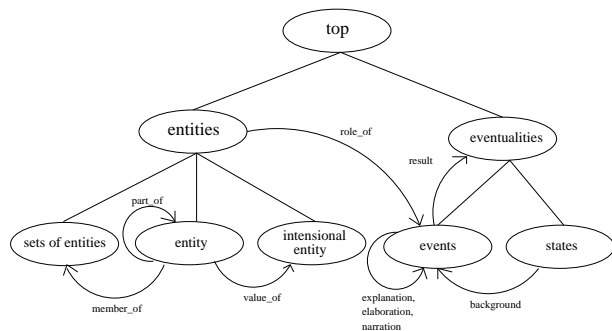 top
entities
role_of
eventualities
result
part_of
sets of entities
entity
intensional
entity
events
states
member_of
value_of
explanation,
elaboration,
narration
background